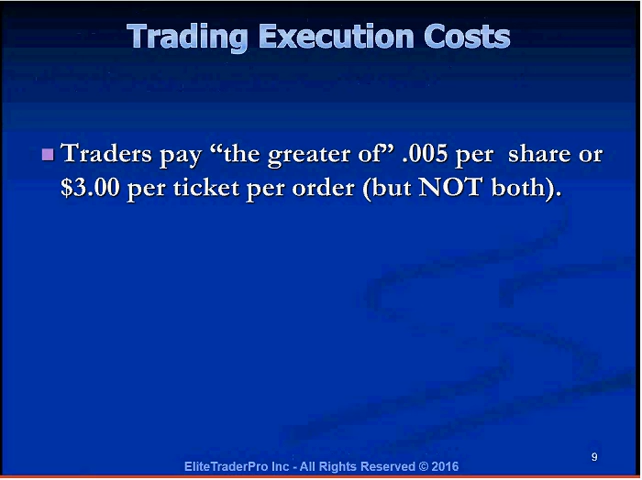 Trading Execution Costs
Traders pay “the greater of” .005 per share or
$3.00 per ticket per order (but NOT both).
9
EliteTraderPro Inc - All Rights Reserved © 2016